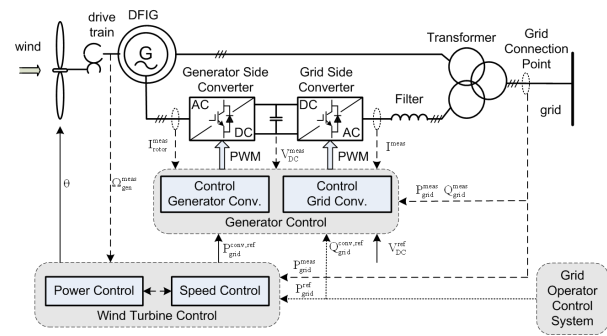 wind
drive
train
DFIG
G
Transformer
Grid
Connection
Point
grid
Generator Side
Converter
Grid Side
Converter
AC
DC
DC
AC
Filter
I_rotor^meas
PWM
V_DC^meas
PWM
I^meas
Control
Generator Conv.
Control
Grid Conv.
Generator Control
θ
Ω_gen^meas
P_grid^meas Q_grid^meas
P_grid^conv,ref
Q_grid^conv,ref
V_DC^ref
P_grid^meas
P_grid^ref
Power Control
Speed Control
Wind Turbine Control
Grid
Operator
Control
System